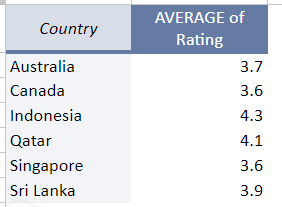 Country AVERAGE of Rating
Australia 3.7
Canada 3.6
Indonesia 4.3
Qatar 4.1
Singapore 3.6
Sri Lanka 3.9